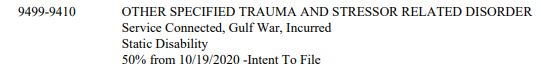 9499-9410 OTHER SPECIFIED TRAUMA AND STRESSOR RELATED DISORDER
Service Connected, Gulf War, Incurred
Static Disability
50% from 10/19/2020 -Intent To File